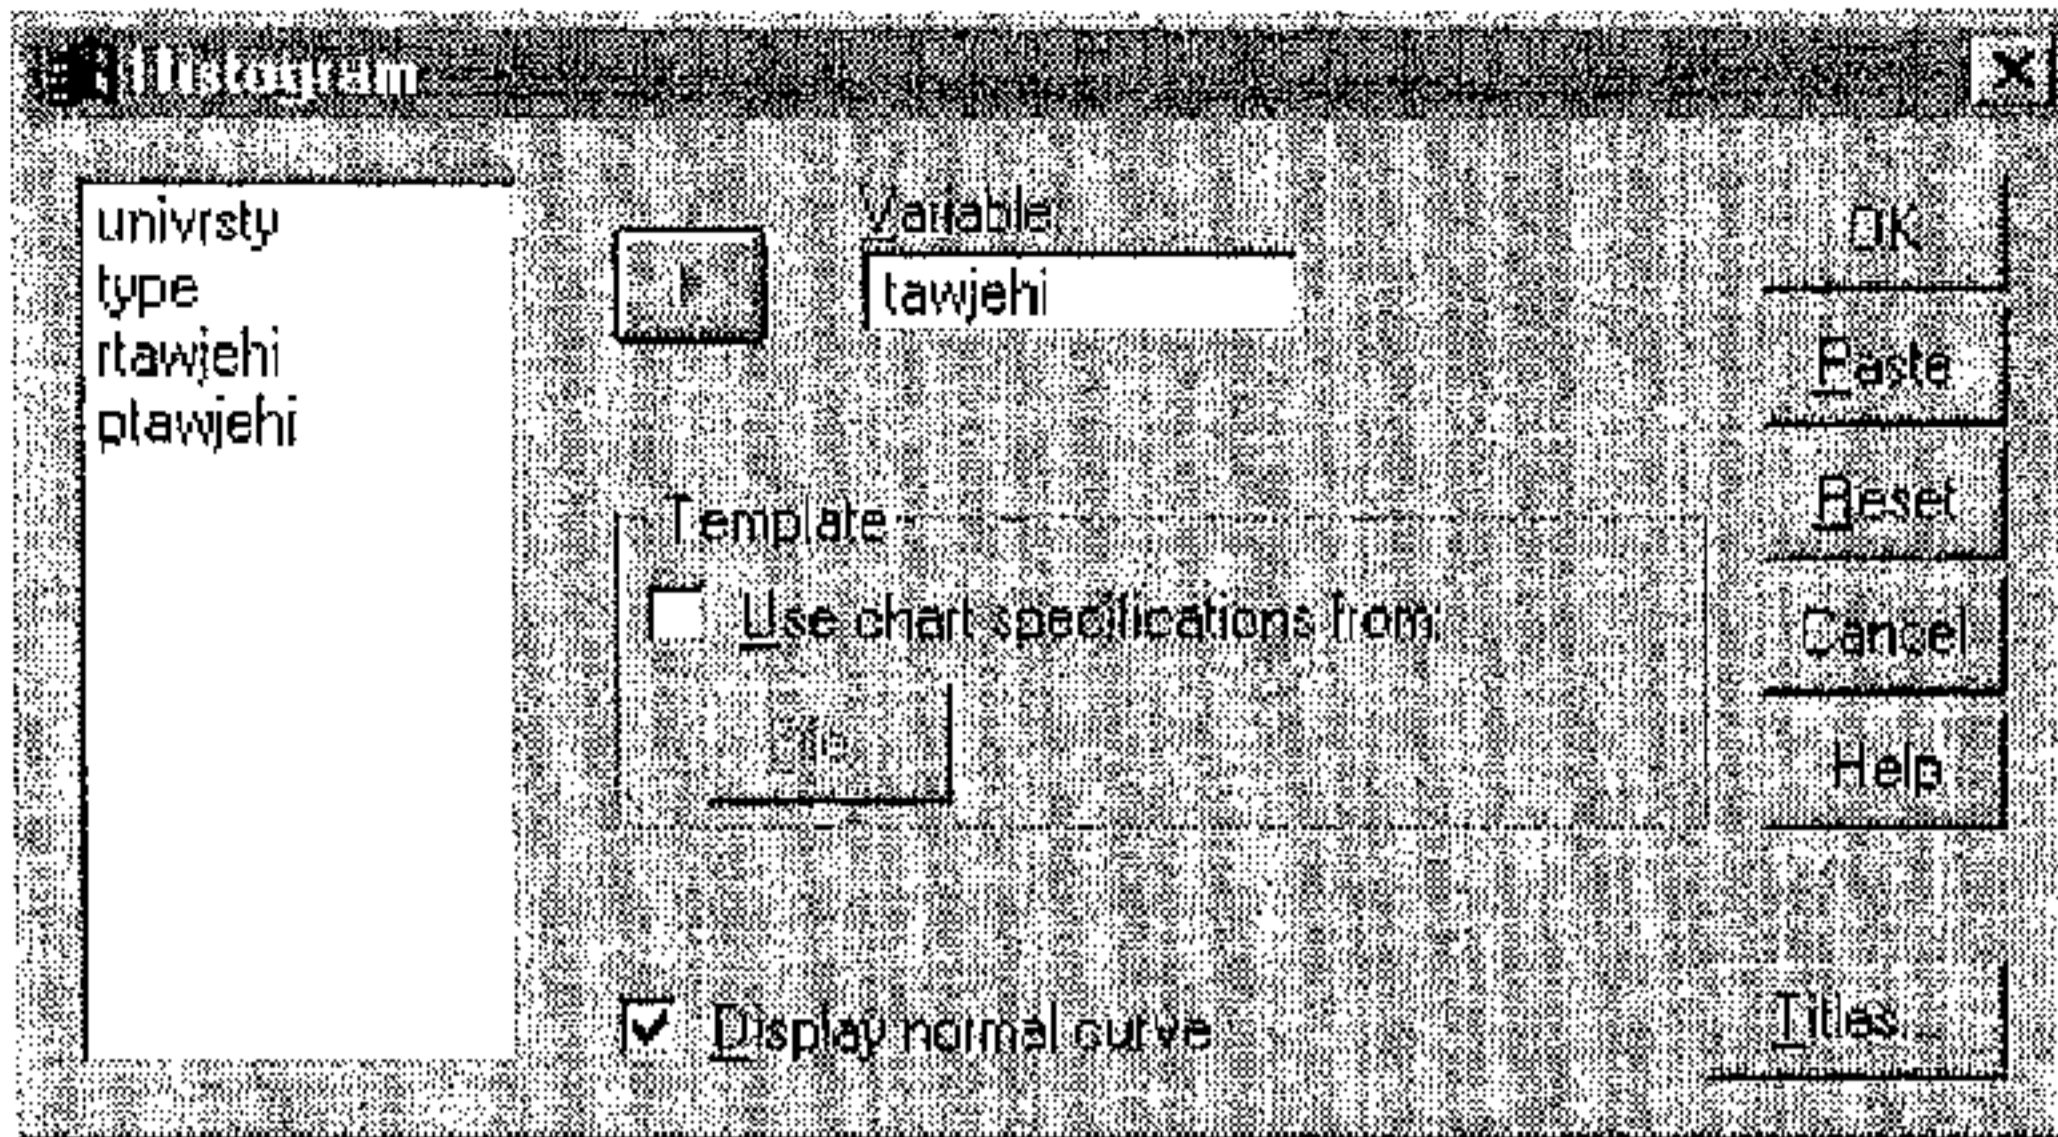 Histogram
univrsty
type
rtawjehi
ptawjehi
Variable:
tawjehi
Template
Use chart specifications from:
File...
Display normal curve
OK
Paste
Reset
Cancel
Help
Titles...